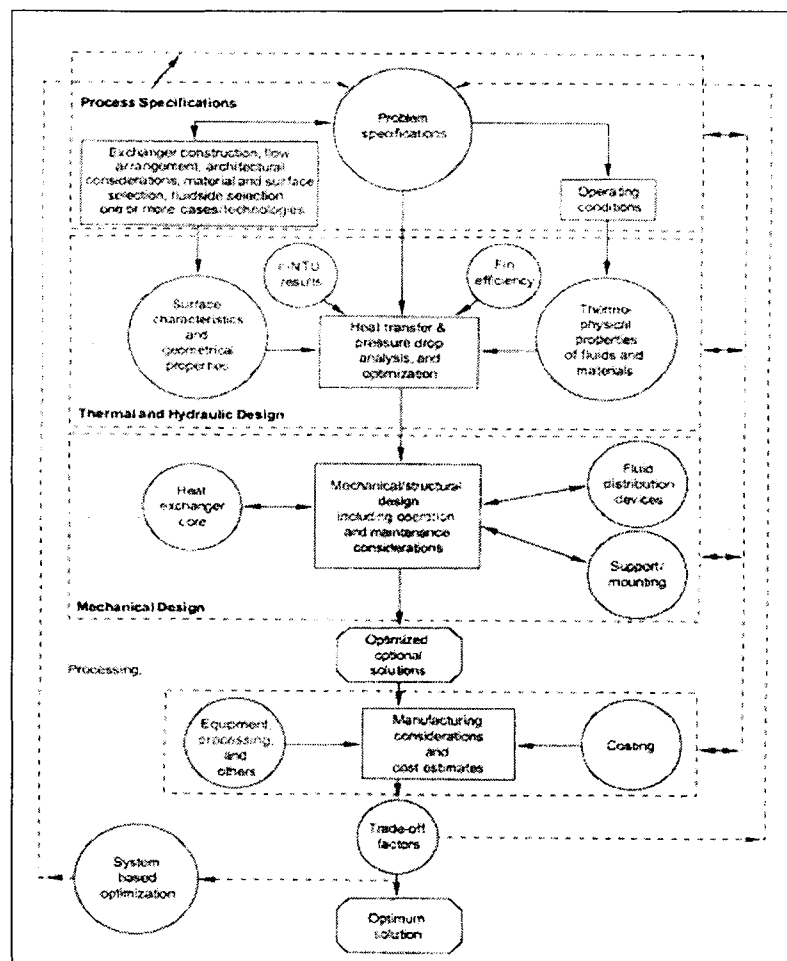 Process Specifications
Problem
specifications
Exchanger construction, flow
arrangement, architectural
considerations, material and surface
selection, fluidside selection
one or more cases/technologies
Operating
conditions
results
Fin
efficiency
Surface
characteristics
and
geometrical
properties
Heat transfer &
pressure drop
analysis, and
optimization
Thermo-
physical
properties
of fluids and
materials
Thermal and Hydraulic Design
Heat
exchanger
core
Mechanical/structural
design
including operation
and maintenance
considerations
Fluid
distribution
devices
Support/
mounting
Mechanical Design
Optimized
optional
solutions
Processing,
Equipment,
processing,
and
others
Manufacturing
considerations
and
cost estimates
Costing
Trade-off
factors
System
based
optimization
Optimum
solution